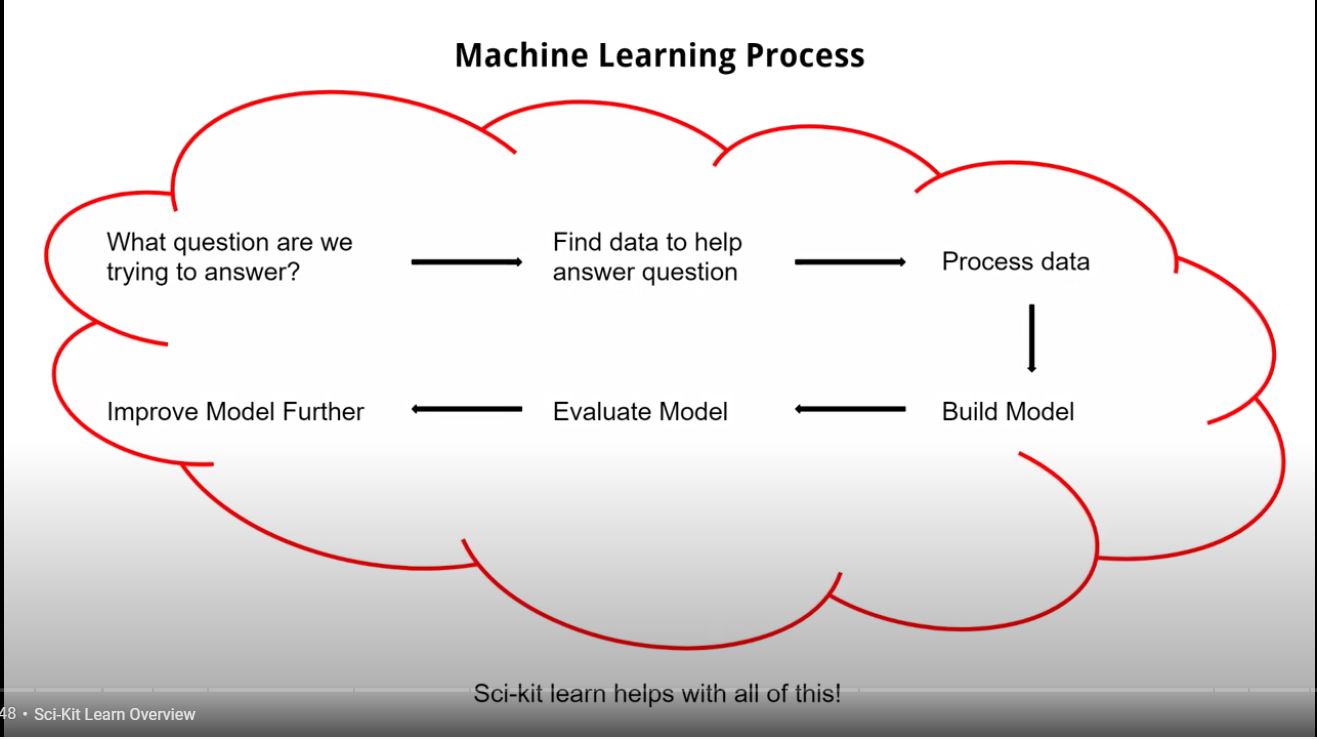 Machine Learning Process
What question are we
trying to answer?
Find data to help
answer question
Process data
Improve Model Further
Evaluate Model
Build Model
Sci-kit learn helps with all of this!
48 • Sci-Kit Learn Overview